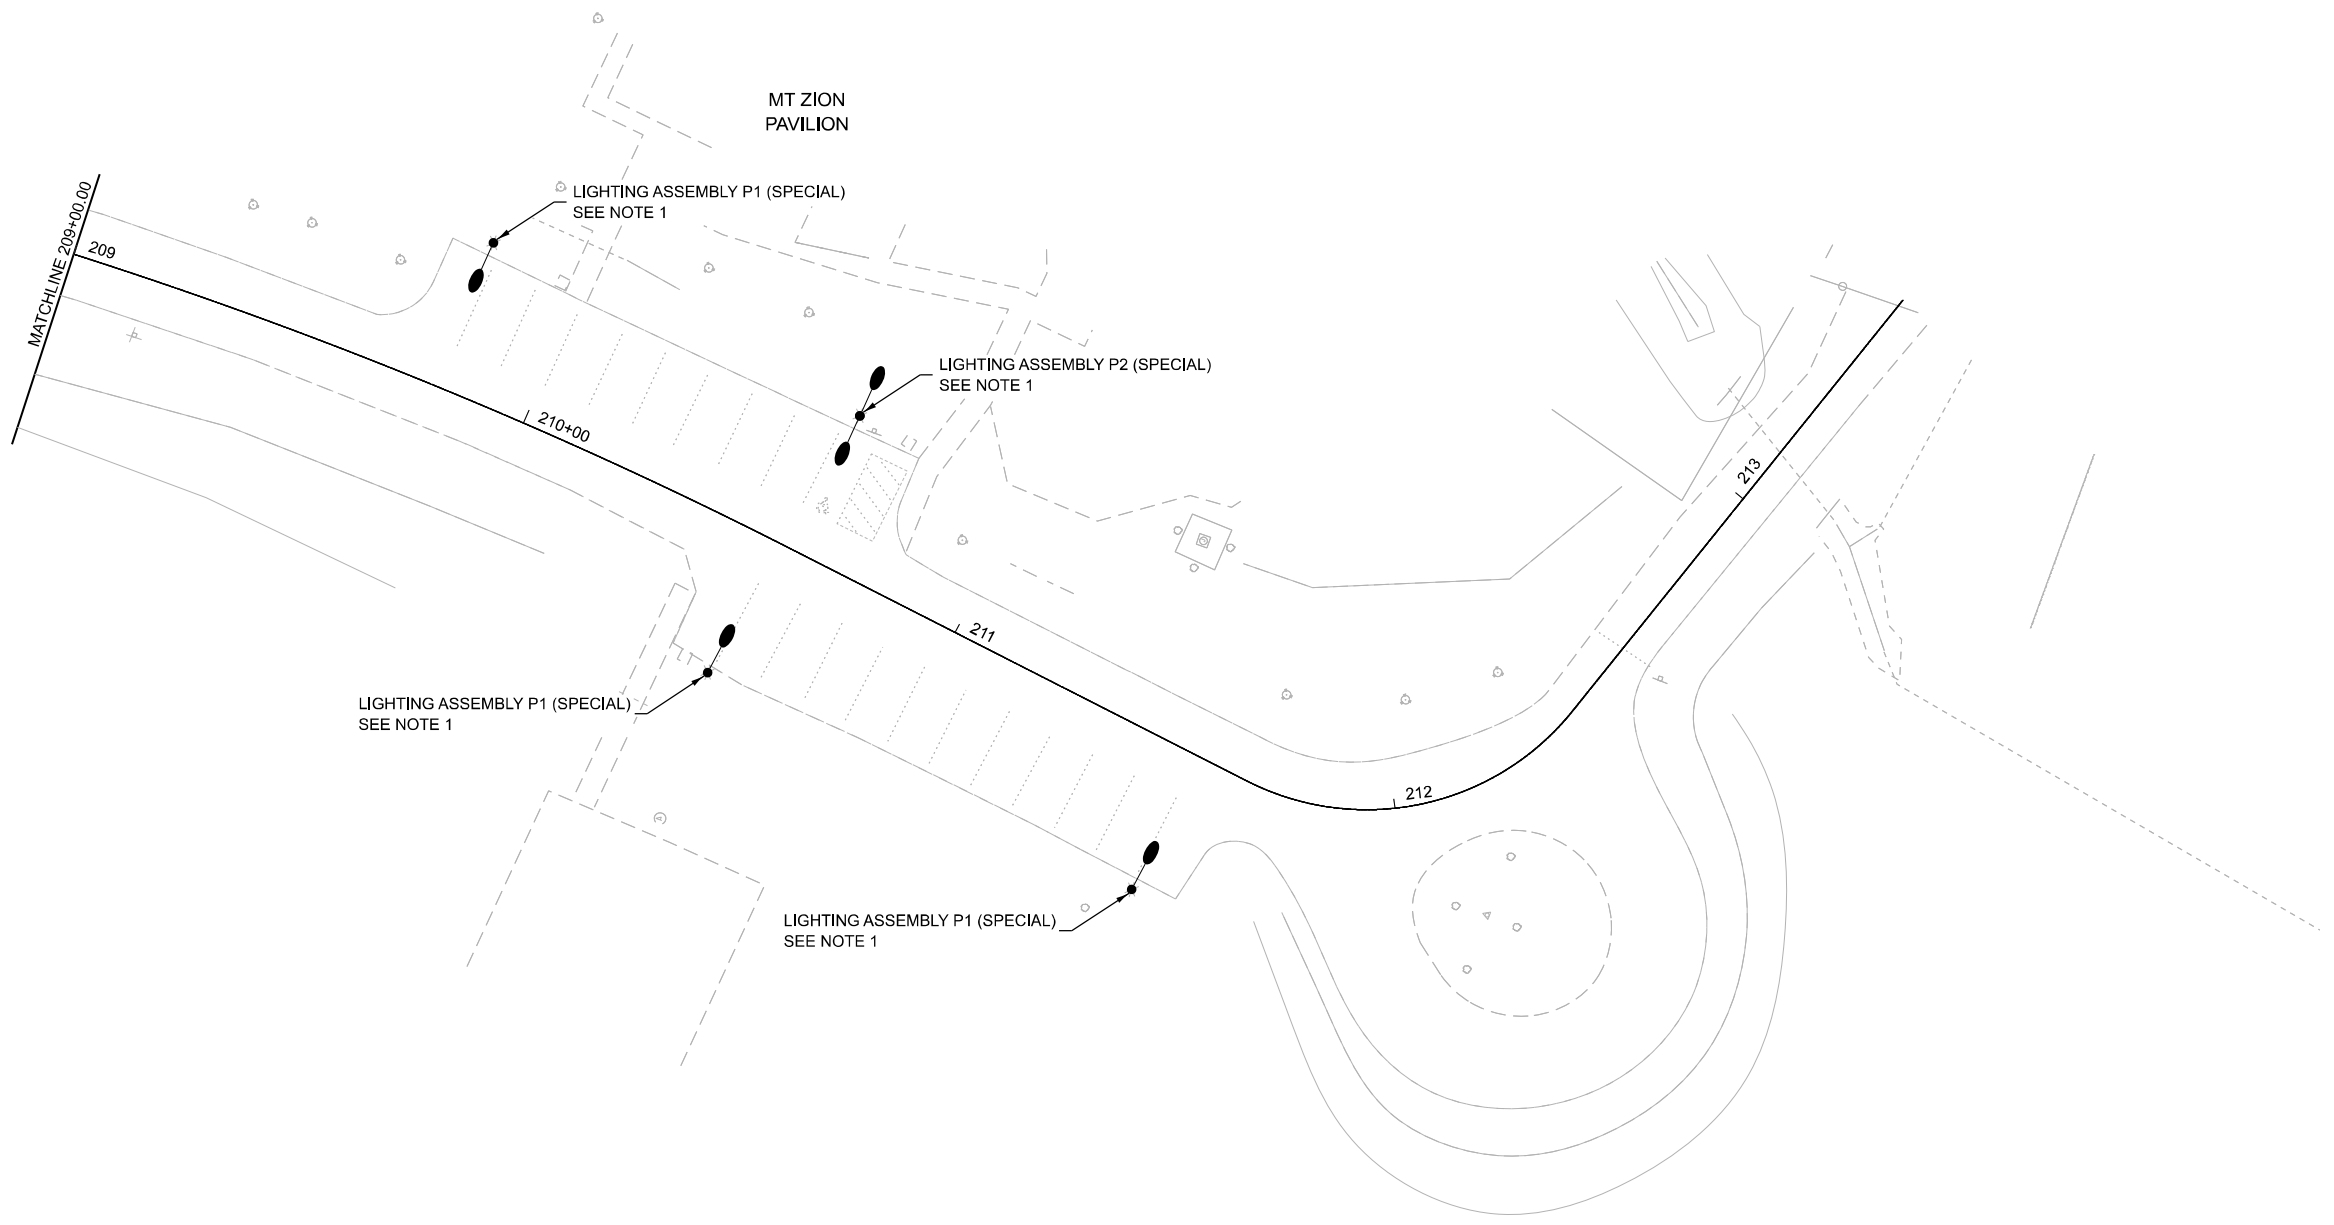 MT ZION
PAVILION
LIGHTING ASSEMBLY P1 (SPECIAL)
SEE NOTE 1
MATCHLINE 209+00.00
209
LIGHTING ASSEMBLY P2 (SPECIAL)
SEE NOTE 1
210+00
213
211
LIGHTING ASSEMBLY P1 (SPECIAL)
SEE NOTE 1
212
LIGHTING ASSEMBLY P1 (SPECIAL)
SEE NOTE 1